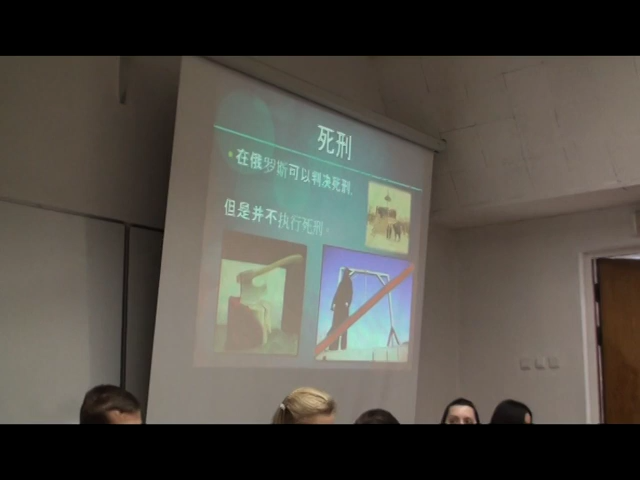 死刑
在俄罗斯可以判决死刑,
但是并不执行死刑。